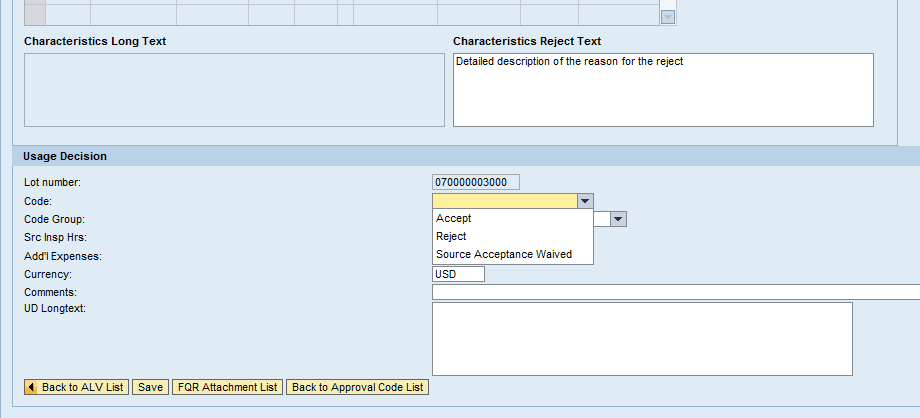 Characteristics Long Text
Characteristics Reject Text
Detailed description of the reason for the reject
Usage Decision
Lot number:
070000003000
Code:
Code Group:
Accept
Src Insp Hrs:
Reject
Add'l Expenses:
Source Acceptance Waived
Currency:
USD
Comments:
UD Longtext:
Back to ALV List
Save
FQR Attachment List
Back to Approval Code List